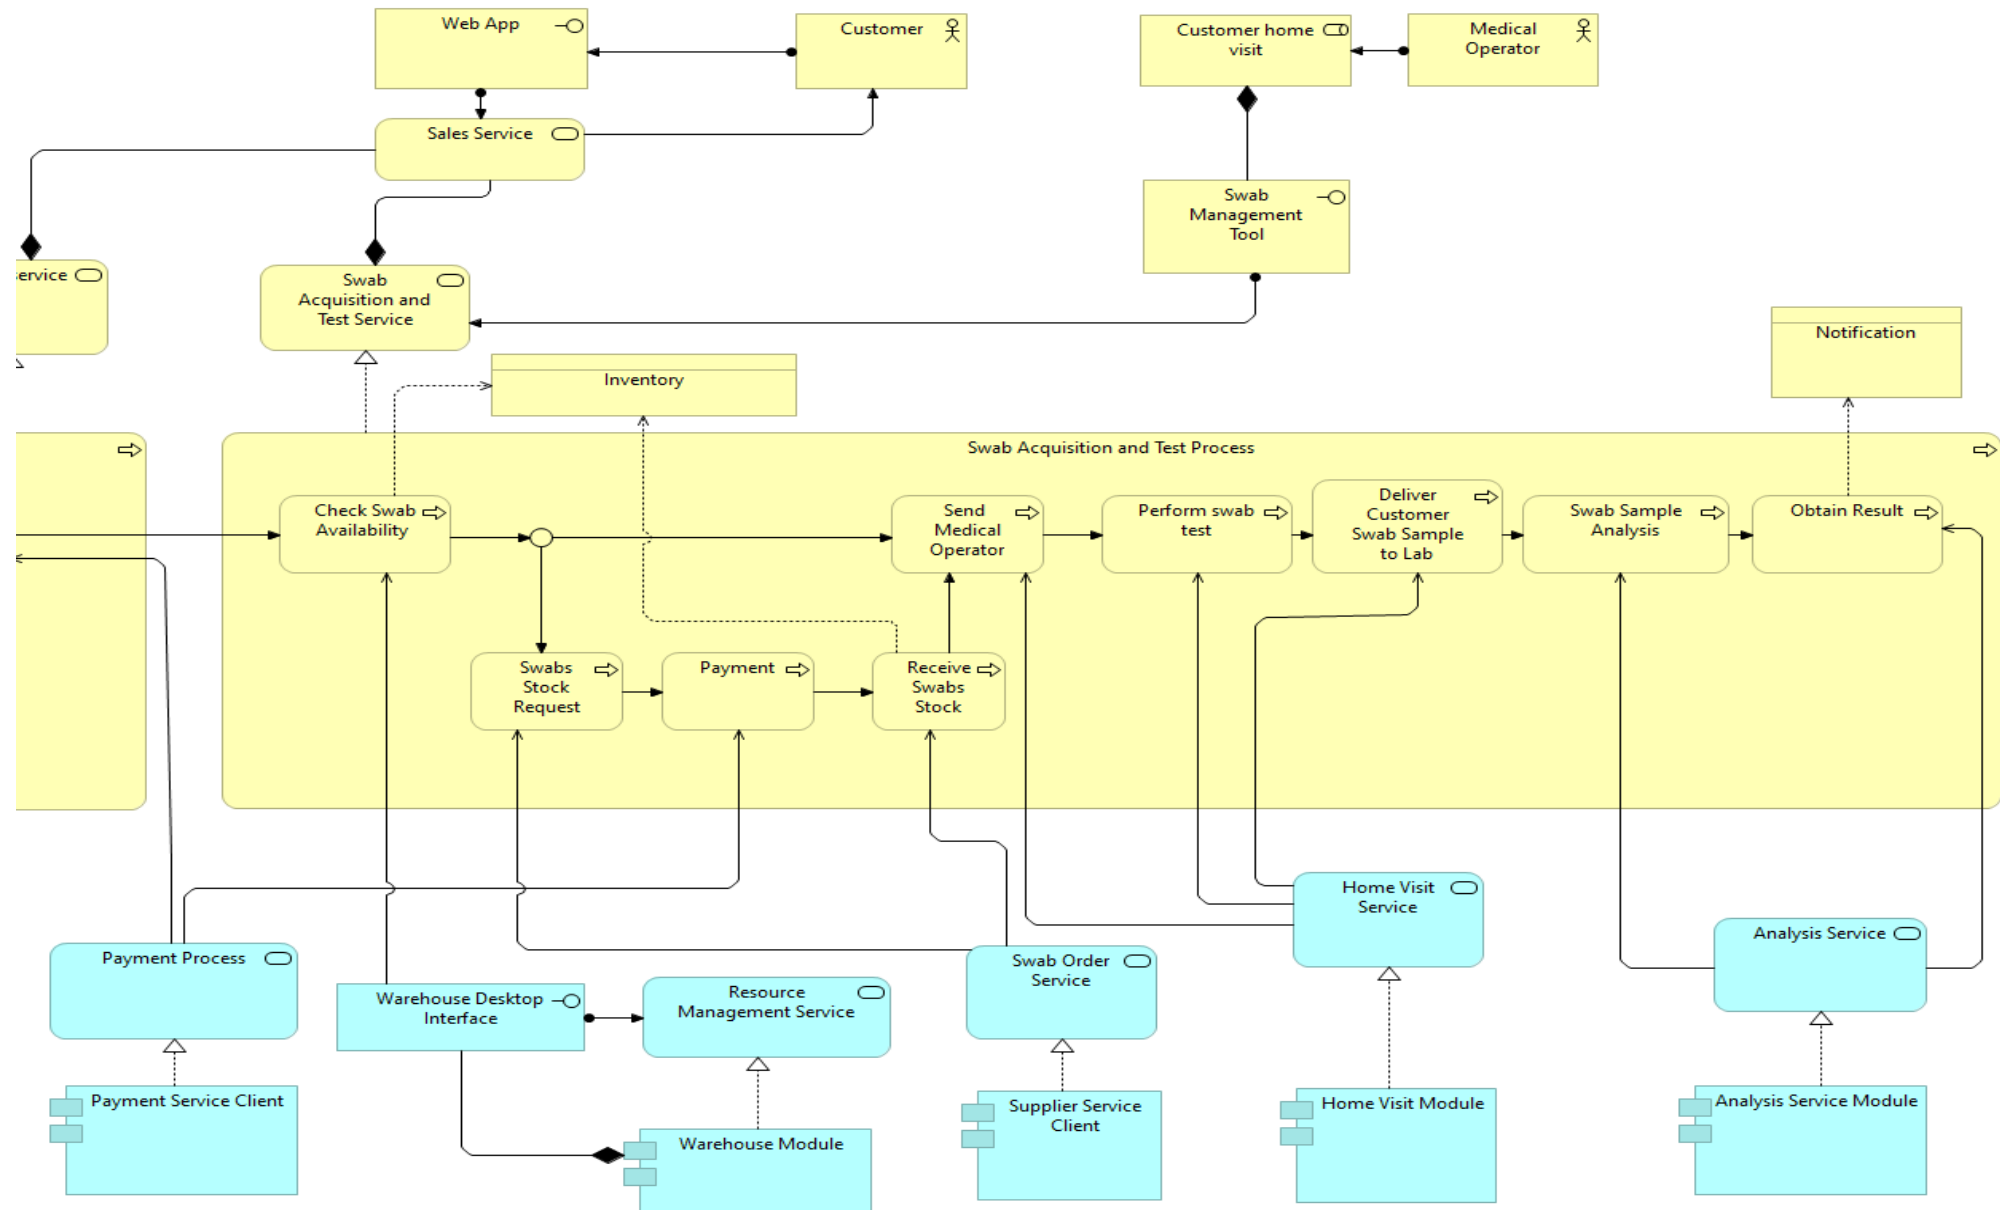 Web App
Customer
Customer home
visit
Medical
Operator
Sales Service
Swab
Management
Tool
service
Swab
Acquisition and
Test Service
Notification
Inventory
Swab Acquisition and Test Process
Check Swab
Availability
Send
Medical
Operator
Perform swab
test
Deliver
Customer
Swab Sample
to Lab
Swab Sample
Analysis
Obtain Result
Swabs
Stock
Request
Payment
Receive
Swabs
Stock
Home Visit
Service
Analysis Service
Payment Process
Warehouse Desktop
Interface
Resource
Management Service
Swab Order
Service
Payment Service Client
Warehouse Module
Supplier Service
Client
Home Visit Module
Analysis Service Module